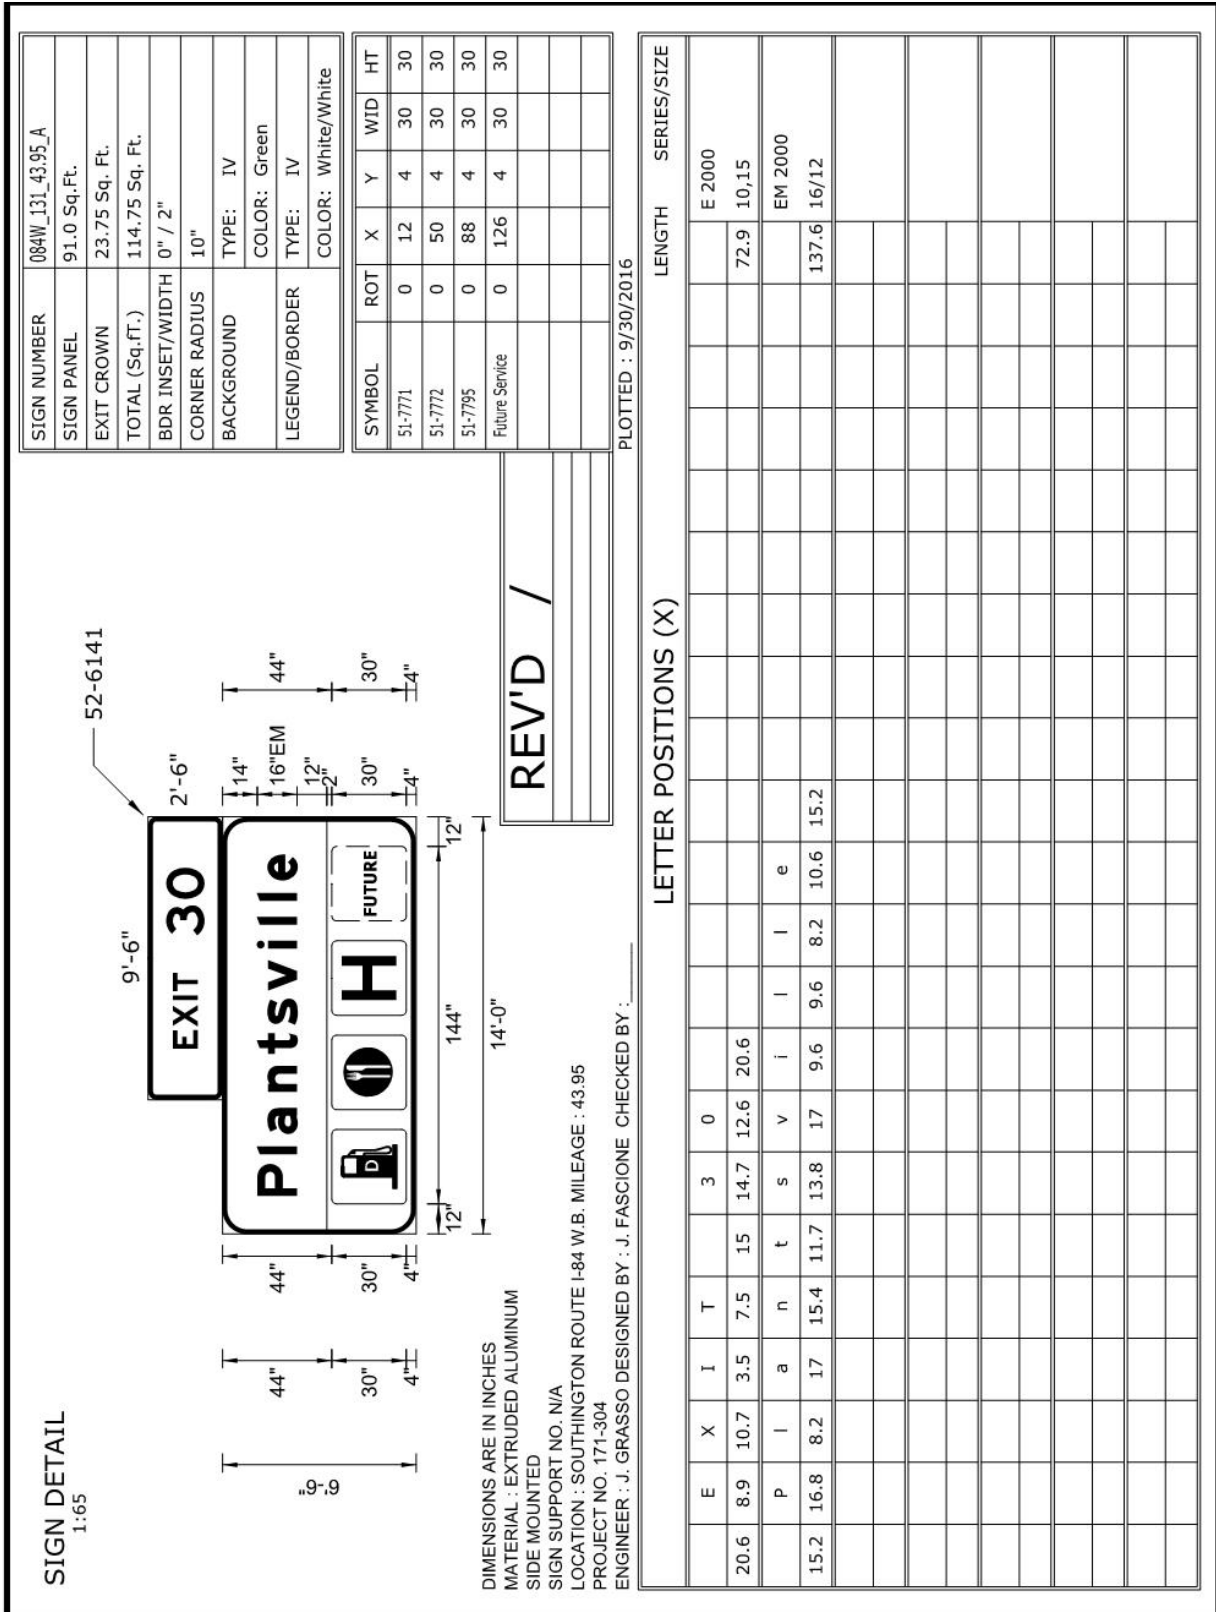 SIGN DETAIL
1:65
52-6141
9'-6"
2'-6"
EXIT 30
Plantsville
D
H
FUTURE
6'-6"
44"
30"
4"
44"
30"
4"
14"
16"EM
12"
2"
30"
4"
44"
30"
4"
12"
144"
12"
14'-0"
SIGN NUMBER 084W_131_43.95_A
SIGN PANEL 91.0 Sq.Ft.
EXIT CROWN 23.75 Sq. Ft.
TOTAL (Sq.fT.) 114.75 Sq. Ft.
BDR INSET/WIDTH 0" / 2"
CORNER RADIUS 10"
BACKGROUND TYPE: IV
COLOR: Green
LEGEND/BORDER TYPE: IV
COLOR: White/White
SYMBOL ROT X Y WID HT
51-7771 0 12 4 30 30
51-7772 0 50 4 30 30
51-7795 0 88 4 30 30
Future Service 0 126 4 30 30
REV'D /
DIMENSIONS ARE IN INCHES
MATERIAL : EXTRUDED ALUMINUM
SIDE MOUNTED
SIGN SUPPORT NO. N/A
LOCATION : SOUTHINGTON ROUTE I-84 W.B. MILEAGE : 43.95
PROJECT NO. 171-304
ENGINEER : J. GRASSO DESIGNED BY : J. FASCIONE CHECKED BY :______
PLOTTED : 9/30/2016
LETTER POSITIONS (X) LENGTH SERIES/SIZE
E X I T 3 0 E 2000
20.6 8.9 10.7 3.5 7.5 15 14.7 12.6 20.6 72.9 10,15
P l a n t s v i l l e EM 2000
15.2 16.8 8.2 17 15.4 11.7 13.8 17 9.6 9.6 8.2 10.6 15.2 137.6 16/12